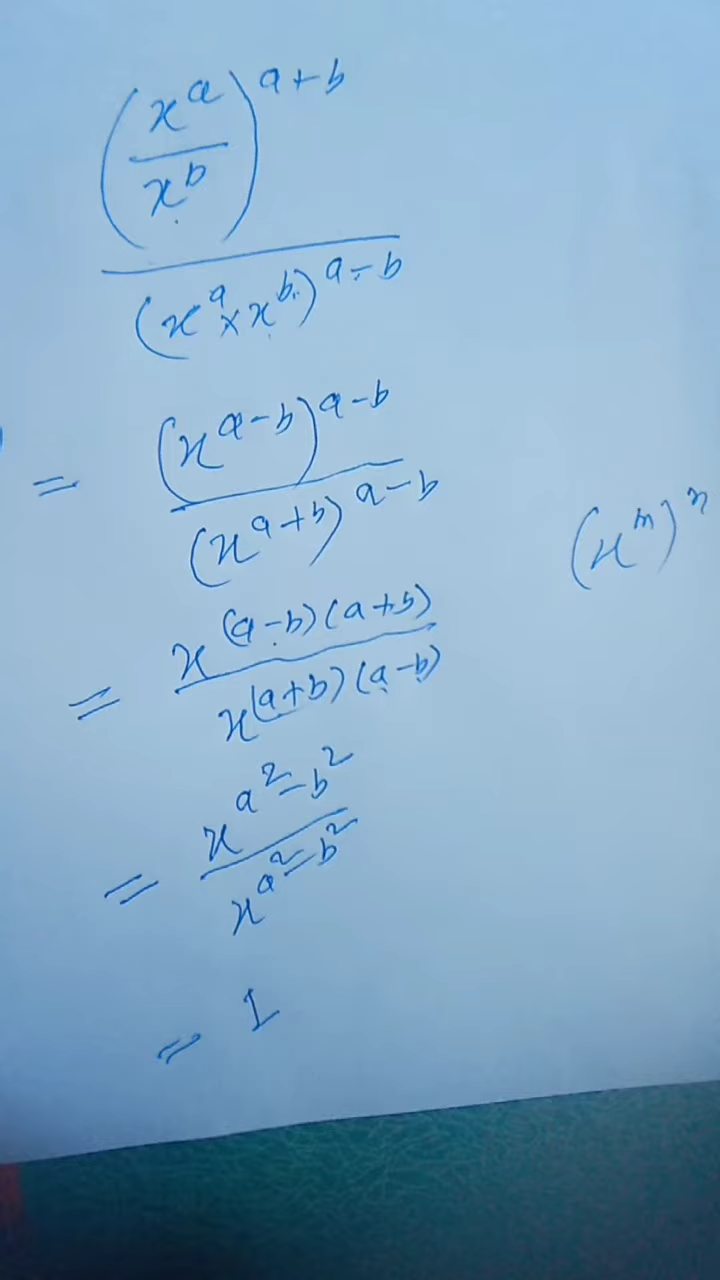 (x^a / x^b)^a+b
(x^a × x^b)^a-b
= (x^a-b)^a-b
(x^a+b)^a-b
(x^m)^n
= x^(a-b)(a+b)
x^(a+b)(a-b)
= x^a²-b²
x^a²-b²
= 1